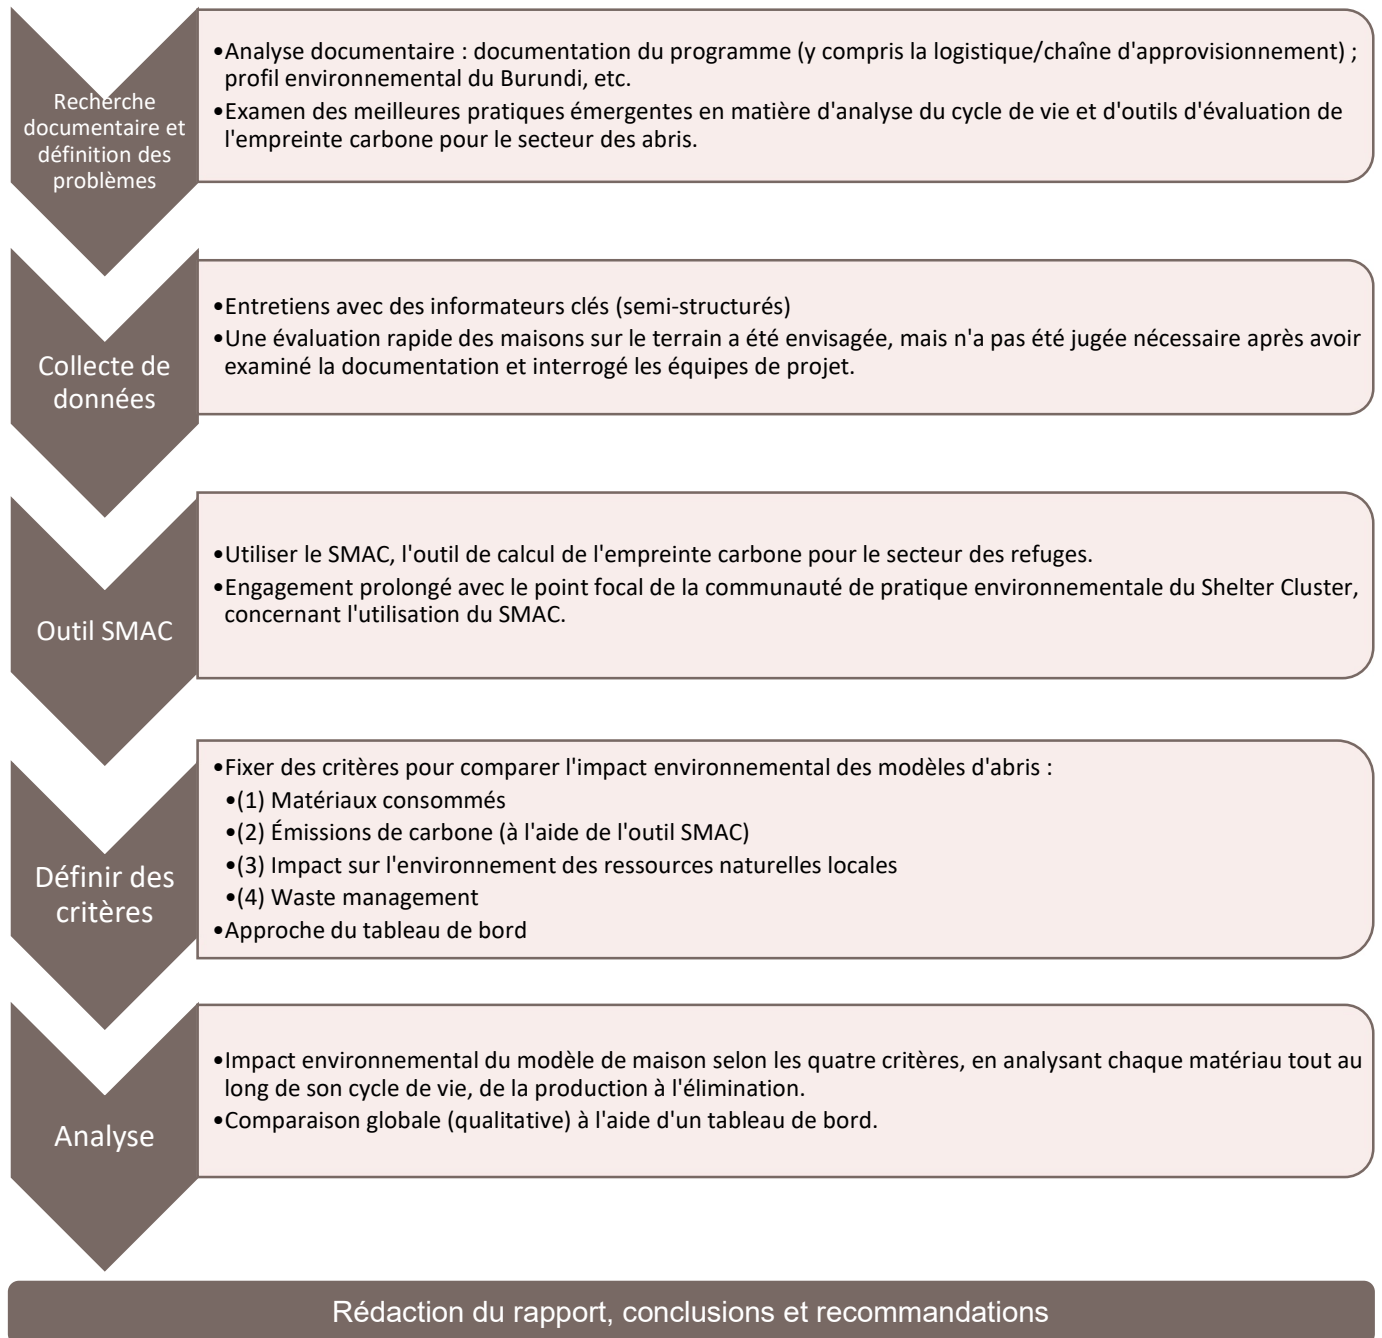 Recherche
documentaire et
définition des
problèmes
•Analyse documentaire : documentation du programme (y compris la logistique/chaîne d'approvisionnement) ;
profil environnemental du Burundi, etc.
•Examen des meilleures pratiques émergentes en matière d'analyse du cycle de vie et d'outils d'évaluation de
l'empreinte carbone pour le secteur des abris.
Collecte de
données
•Entretiens avec des informateurs clés (semi-structurés)
•Une évaluation rapide des maisons sur le terrain a été envisagée, mais n'a pas été jugée nécessaire après avoir
examiné la documentation et interrogé les équipes de projet.
Outil SMAC
•Utiliser le SMAC, l'outil de calcul de l'empreinte carbone pour le secteur des refuges.
•Engagement prolongé avec le point focal de la communauté de pratique environnementale du Shelter Cluster,
concernant l'utilisation du SMAC.
Définir des
critères
•Fixer des critères pour comparer l'impact environnemental des modèles d'abris :
•(1) Matériaux consommés
•(2) Émissions de carbone (à l'aide de l'outil SMAC)
•(3) Impact sur l'environnement des ressources naturelles locales
•(4) Waste management
•Approche du tableau de bord
Analyse
•Impact environnemental du modèle de maison selon les quatre critères, en analysant chaque matériau tout au
long de son cycle de vie, de la production à l'élimination.
•Comparaison globale (qualitative) à l'aide d'un tableau de bord.
Rédaction du rapport, conclusions et recommandations